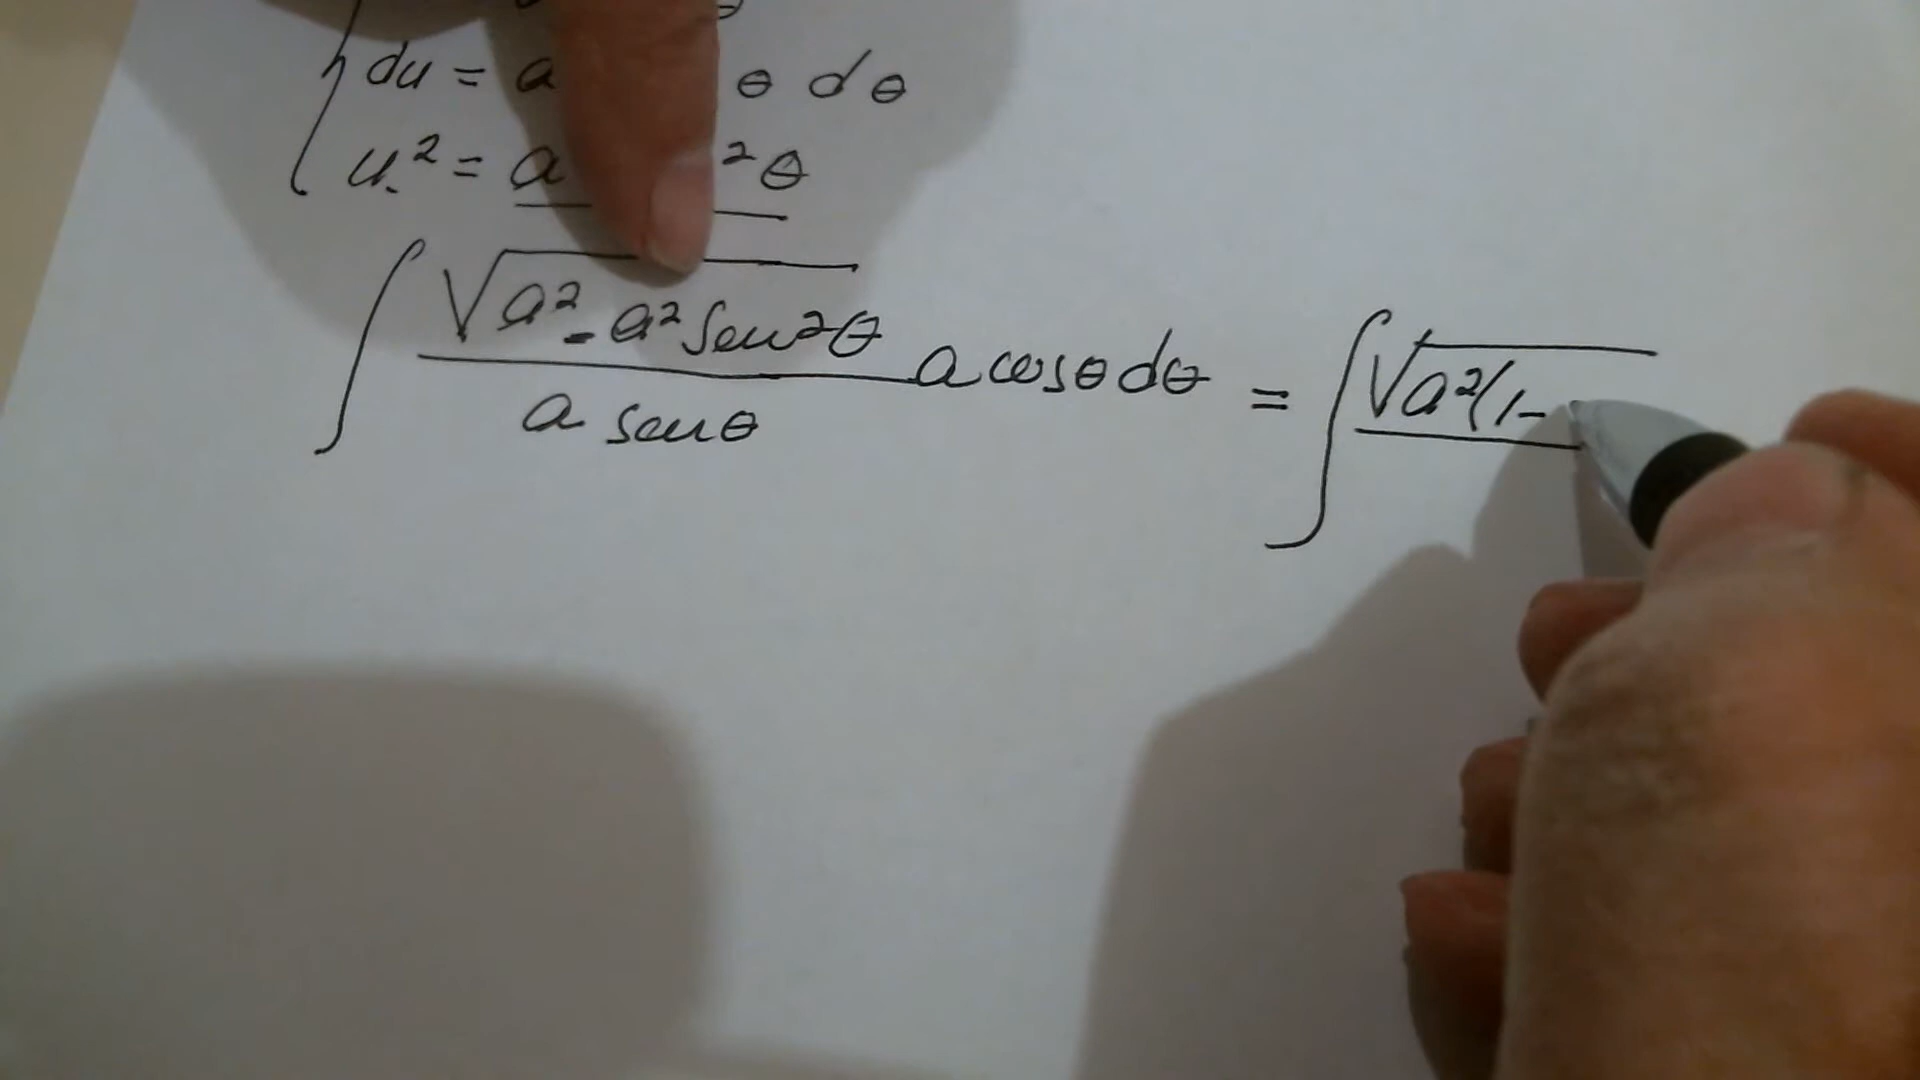 du = a θ dθ
u² = a ²θ
∫ √(a² - a² sen²θ) / (a senθ) a cosθ dθ = ∫ √(a²(1-